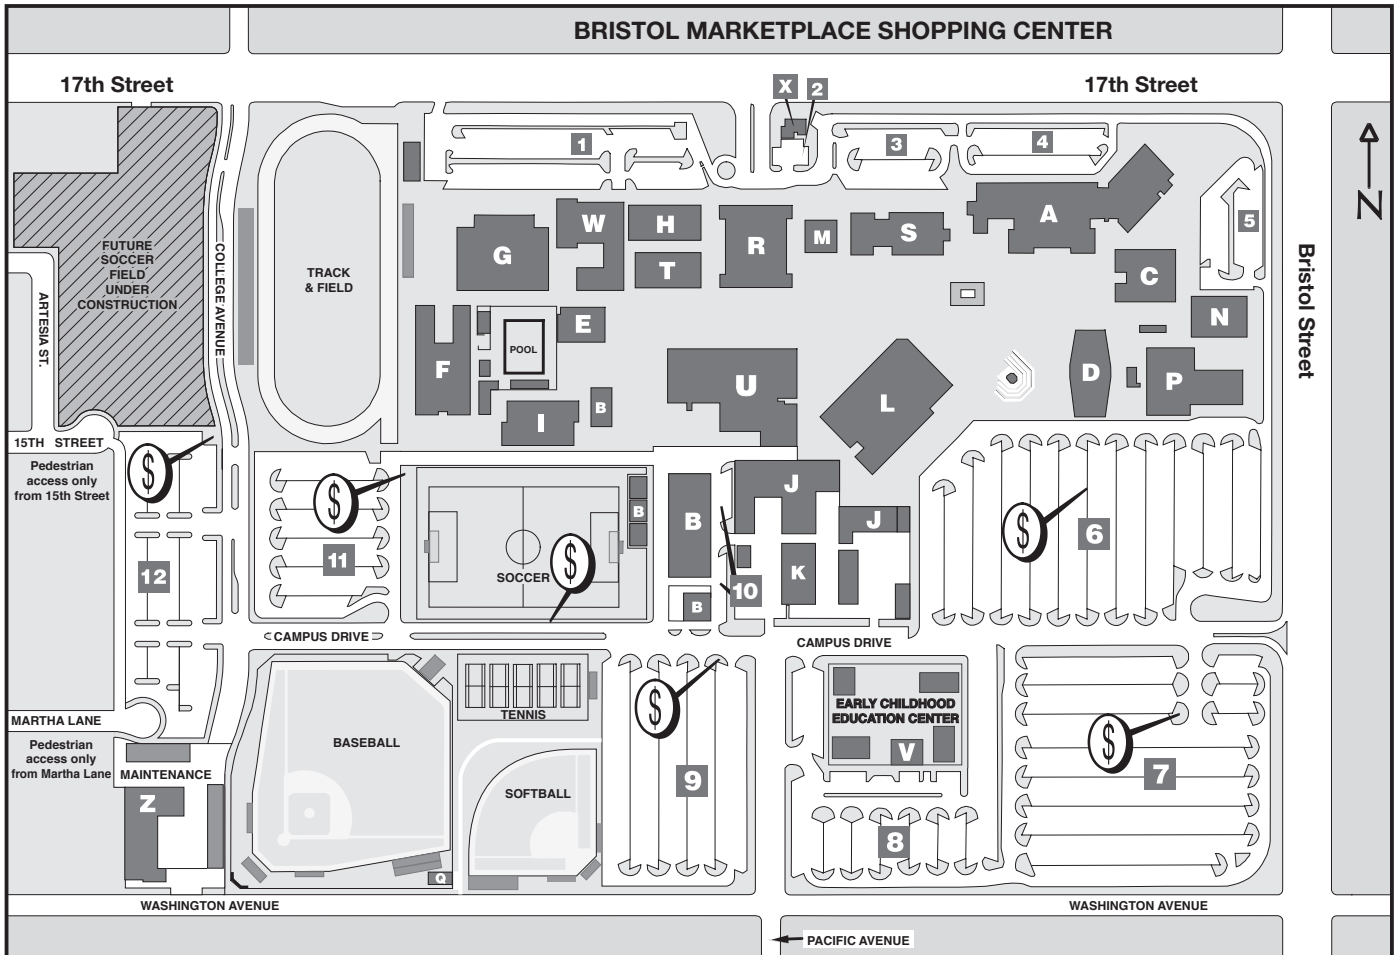 BRISTOL MARKETPLACE SHOPPING CENTER
17th Street
17th Street
X
2
1
3
4
5
N
Bristol Street
FUTURE
SOCCER
FIELD
UNDER
CONSTRUCTION
COLLEGE AVENUE
ARTESIA ST.
TRACK
& FIELD
G
W
H
T
R
M
S
A
C
N
E
POOL
F
I
B
U
L
D
P
15TH STREET
Pedestrian
access only
from 15th Street
$
12
$
11
SOCCER
$
B
B
B
10
J
J
K
$
6
CAMPUS DRIVE
CAMPUS DRIVE
MARTHA LANE
Pedestrian
access only
from Martha Lane
MAINTENANCE
Z
BASEBALL
TENNIS
SOFTBALL
Q
$
9
EARLY CHILDHOOD
EDUCATION CENTER
V
8
$
7
WASHINGTON AVENUE
WASHINGTON AVENUE
PACIFIC AVENUE